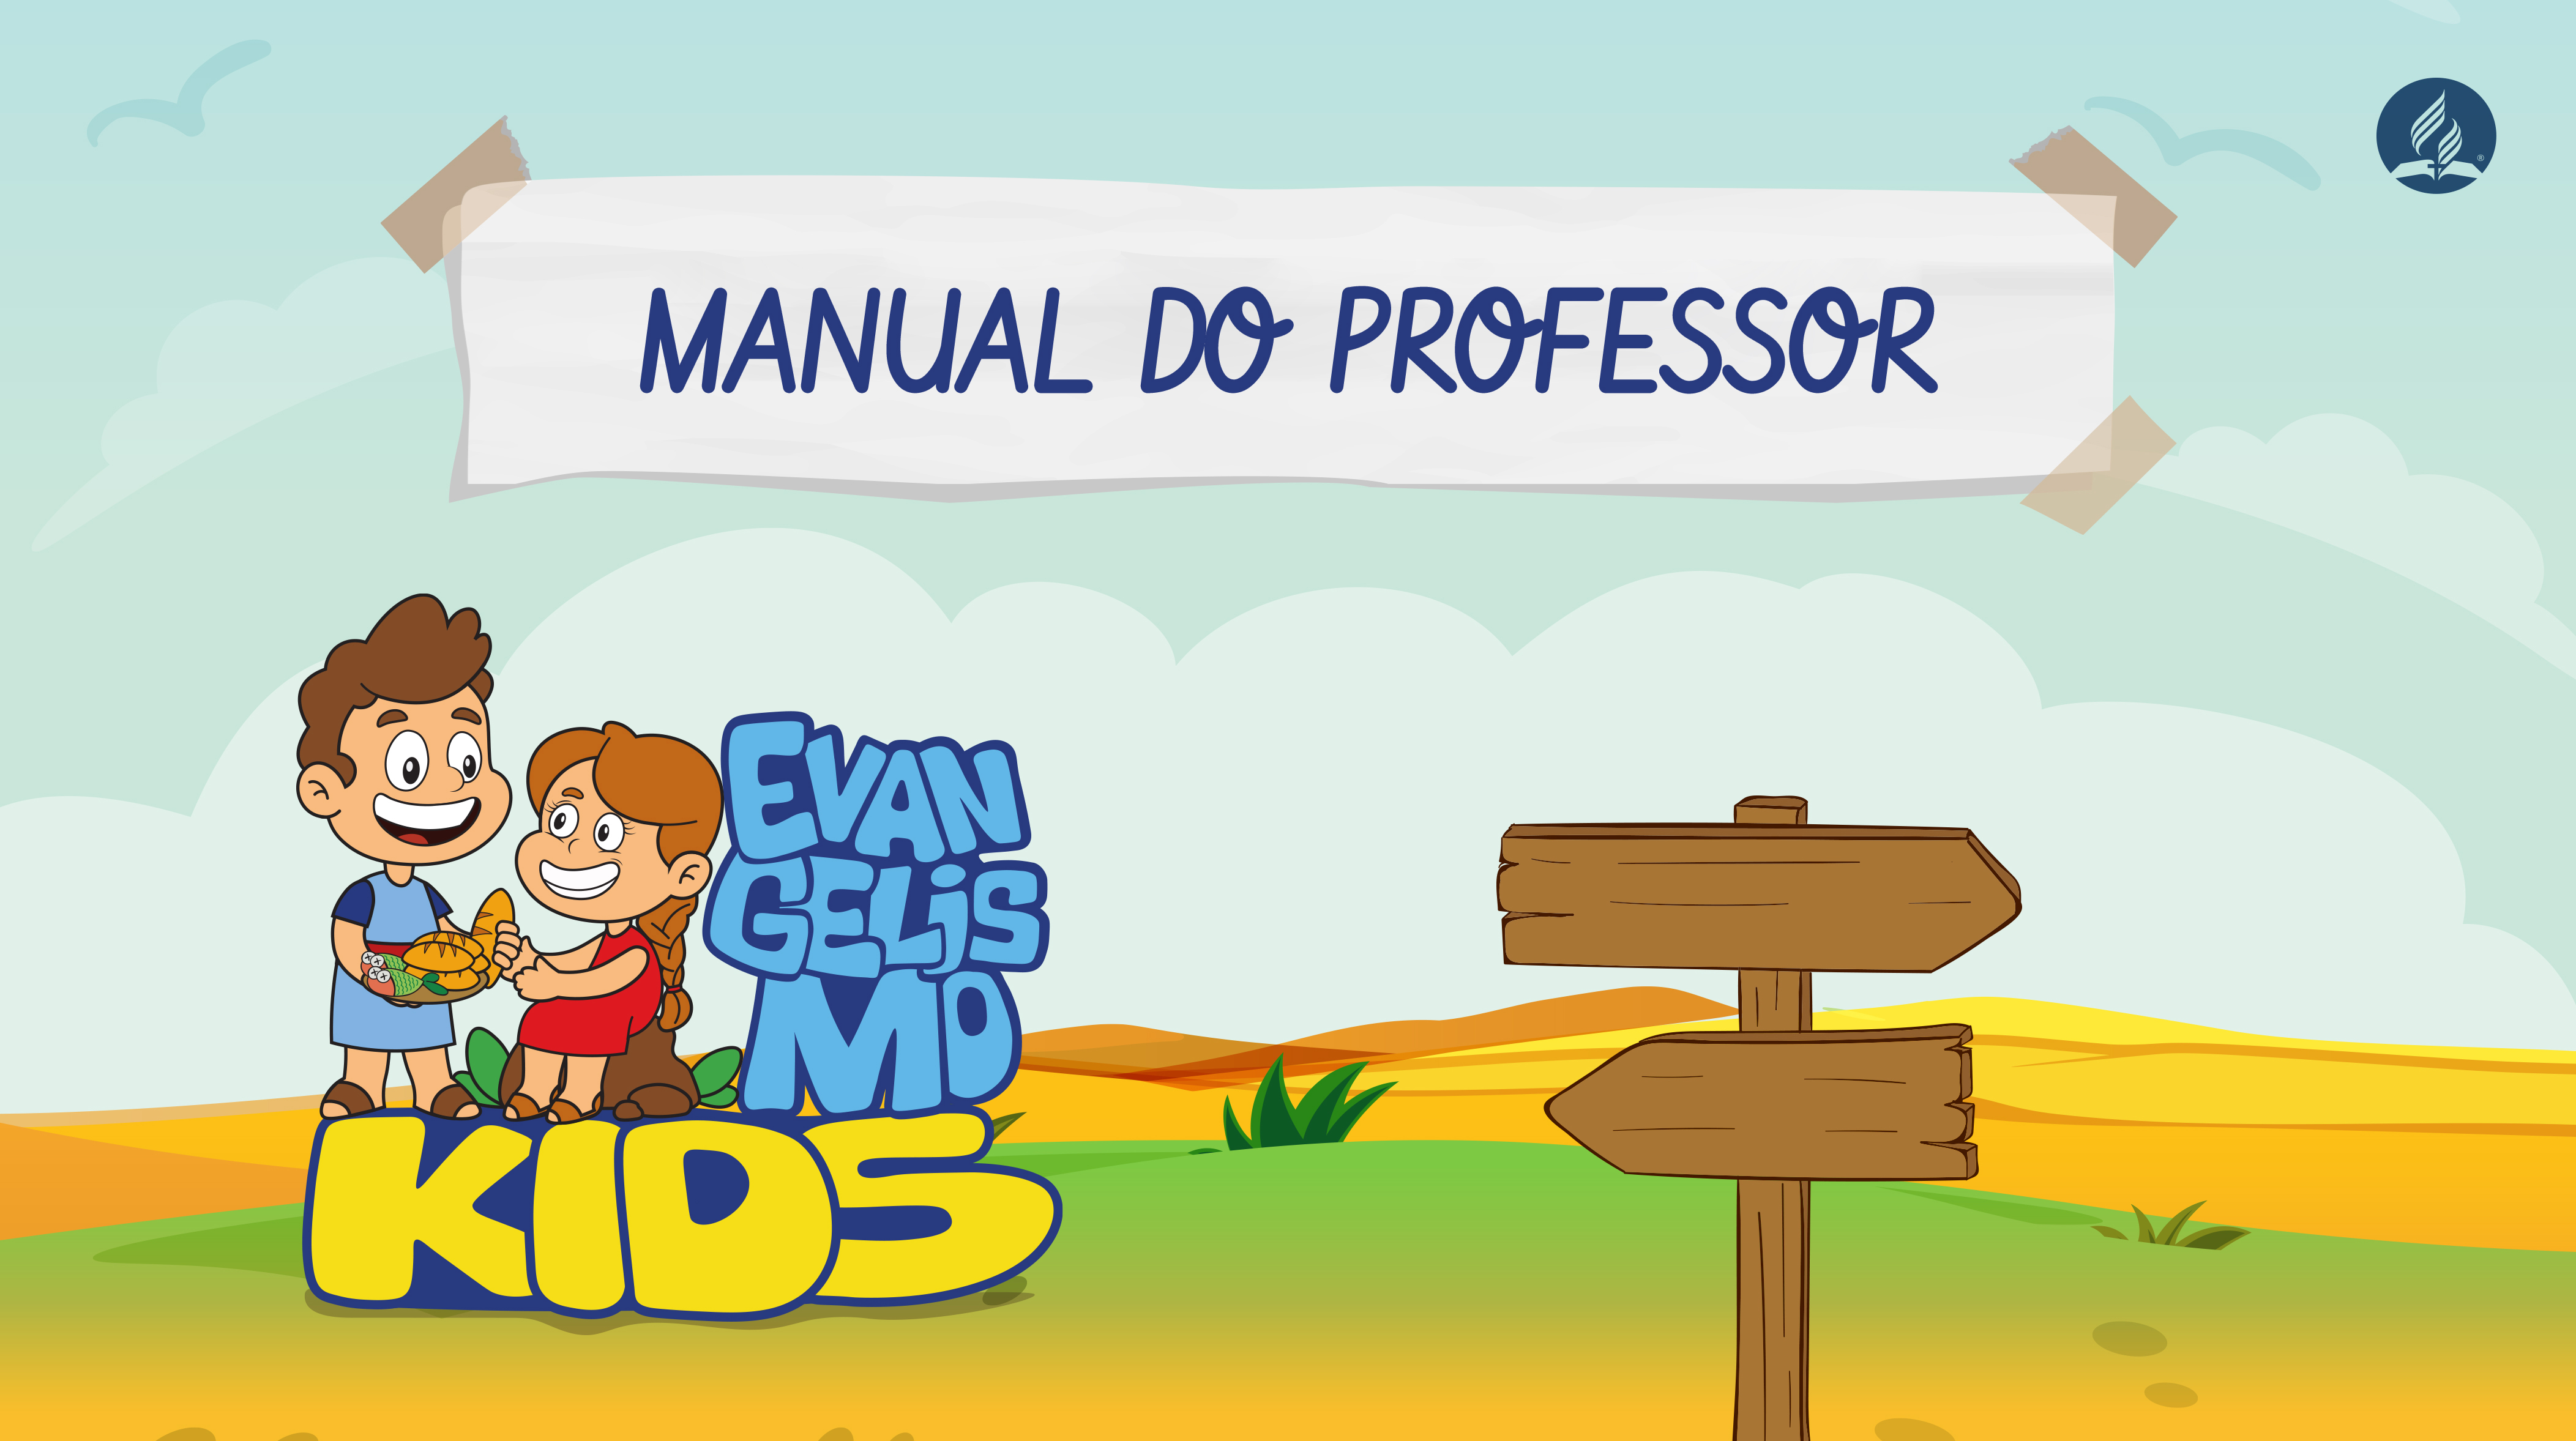 MANUAL DO PROFESSOR
®
EVAN
GELiS
MO
KIDS